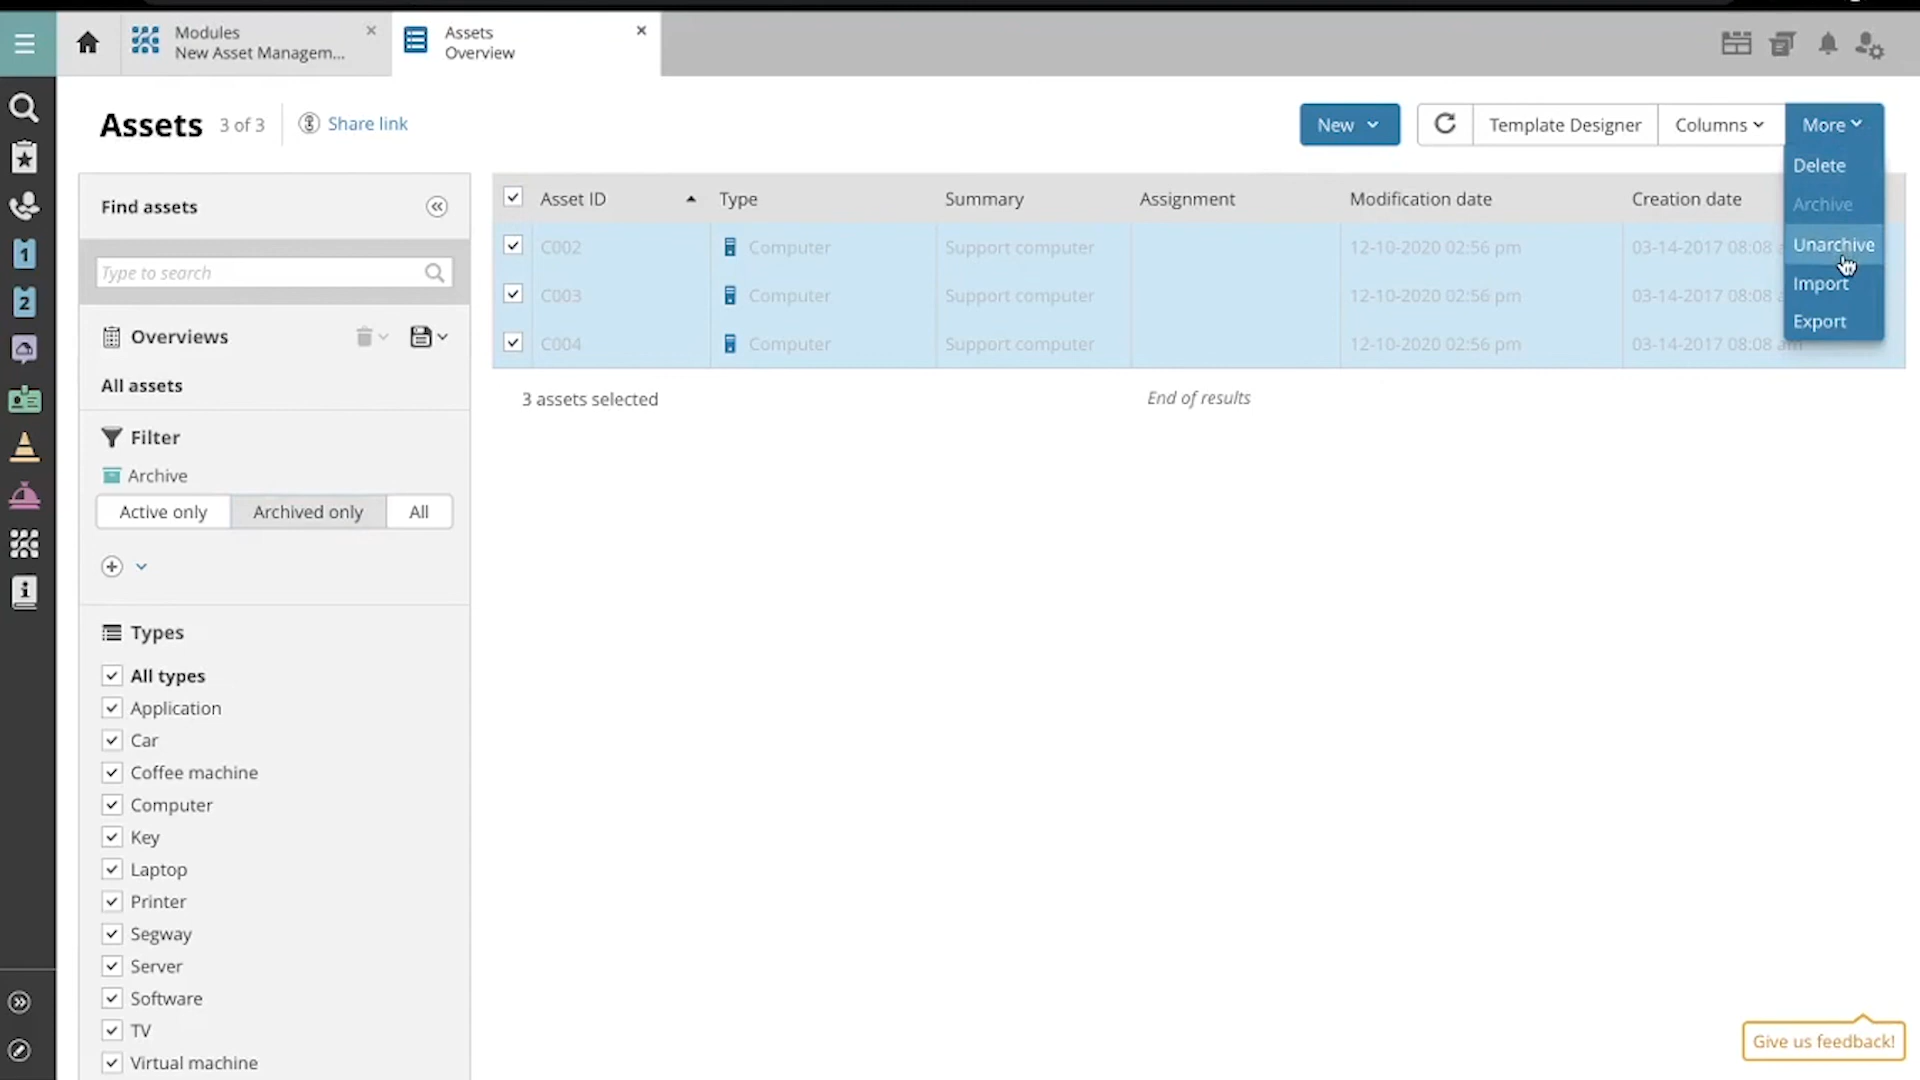 Modules
New Asset Managem...
Assets
Overview
Assets 3 of 3 Share link
New
Template Designer
Columns
More
Delete
Archive
Unarchive
Import
Export
Find assets
Type to search
Overviews
All assets
Filter
Archive
Active only Archived only All
Types
All types
Application
Car
Coffee machine
Computer
Key
Laptop
Printer
Segway
Server
Software
TV
Virtual machine
Asset ID Type Summary Assignment Modification date Creation date
C002 Computer Support computer 12-10-2020 02:56 pm 03-14-2017 08:08
C003 Computer Support computer 12-10-2020 02:56 pm 03-14-2017 08:08
C004 Computer Support computer 12-10-2020 02:56 pm 03-14-2017 08:08 am
3 assets selected End of results
1
2
Give us feedback!